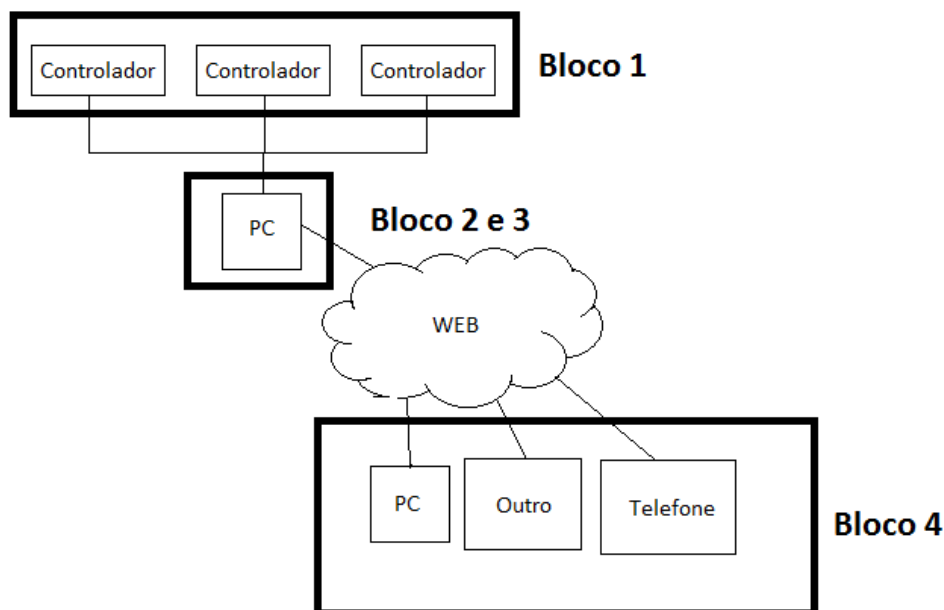 Controlador
Controlador
Controlador
Bloco 1
PC
Bloco 2 e 3
WEB
PC
Outro
Telefone
Bloco 4